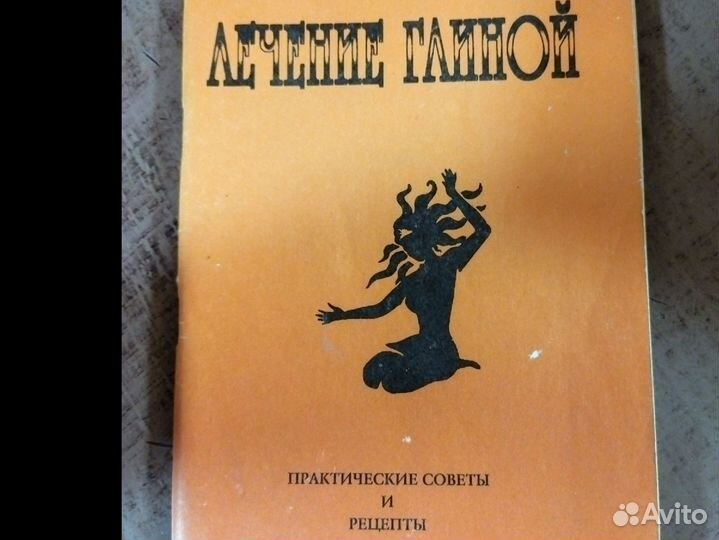 ЛЕЧЕНИЕ ГЛИНОЙ
ПРАКТИЧЕСКИЕ СОВЕТЫ
И
РЕЦЕПТЫ
Avito